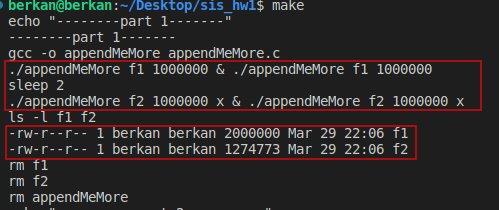 berkan@berkan:~/Desktop/sis_hw1$ make
echo "--------part 1-------"
--------part 1-------
gcc -o appendMeMore appendMeMore.c
./appendMeMore f1 1000000 & ./appendMeMore f1 1000000
sleep 2
./appendMeMore f2 1000000 x & ./appendMeMore f2 1000000 x
ls -l f1 f2
-rw-r--r-- 1 berkan berkan 2000000 Mar 29 22:06 f1
-rw-r--r-- 1 berkan berkan 1274773 Mar 29 22:06 f2
rm f1
rm f2
rm appendMeMore